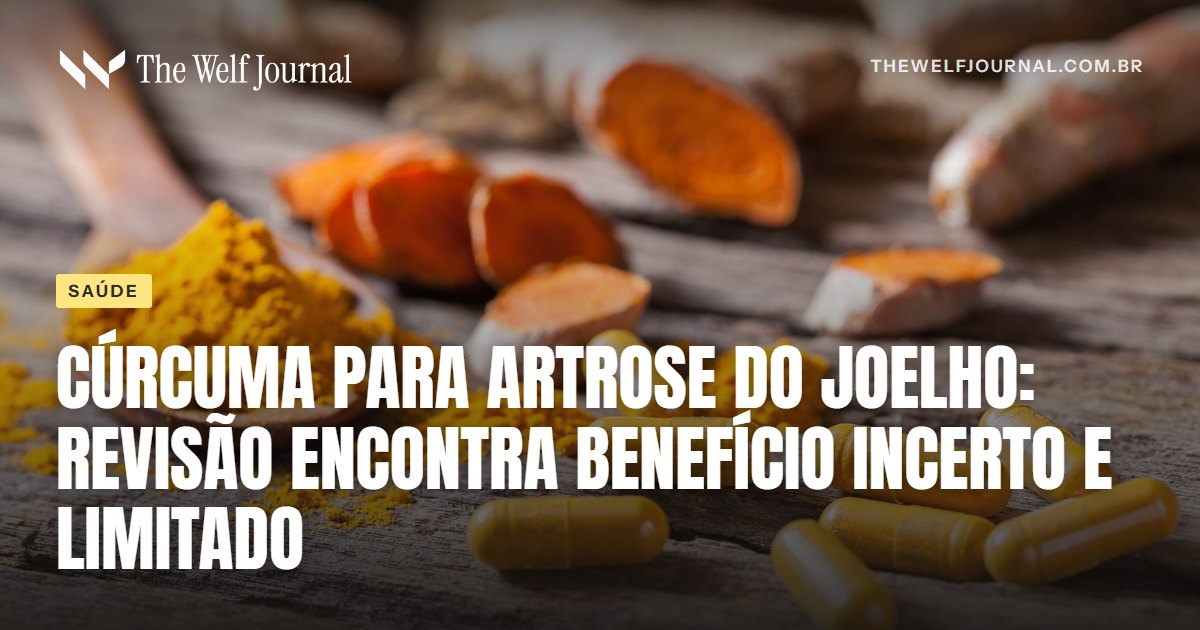 The Welf Journal
THEWELFJOURNAL.COM.BR
SAÚDE
CÚRCUMA PARA ARTROSE DO JOELHO:
REVISÃO ENCONTRA BENEFÍCIO INCERTO E
LIMITADO